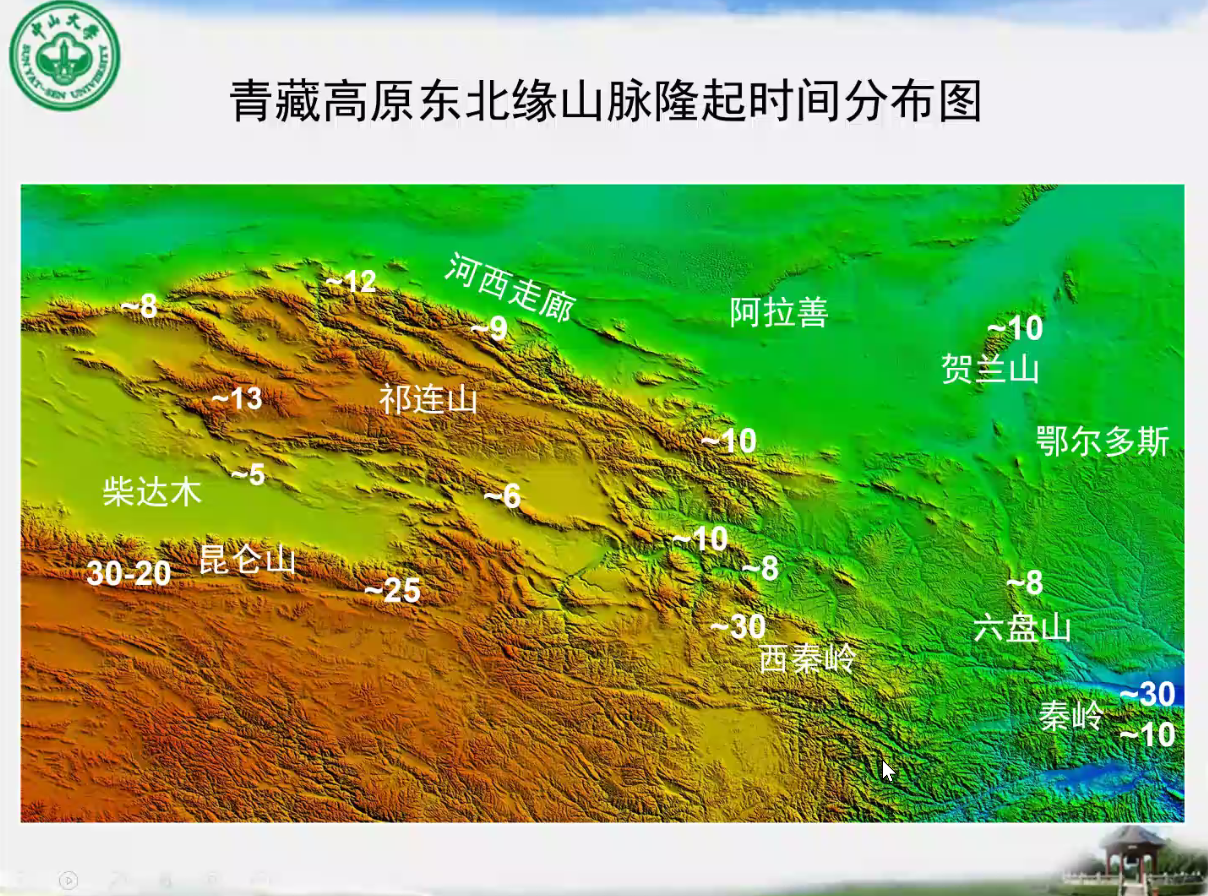 中山大學
SUN YAT-SEN UNIVERSITY
青藏高原东北缘山脉隆起时间分布图
~12
河西走廊
~8
~9
阿拉善
~10
贺兰山
~13
祁连山
~10
鄂尔多斯
~5
柴达木
~6
~10
昆仑山
30-20
~25
~8
~8
~30
六盘山
西秦岭
~30
秦岭
~10